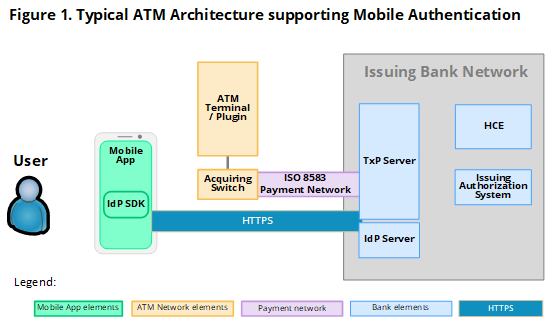 Figure 1. Typical ATM Architecture supporting Mobile Authentication
Issuing Bank Network
ATM
Terminal
/ Plugin
HCE
Mobile
App
User
TxP Server
Acquiring
Switch
ISO 8583
Payment Network
Issuing
Authorization
System
IdP SDK
HTTPS
IdP Server
Legend:
Mobile App elements
ATM Network elements
Payment network
Bank elements
HTTPS